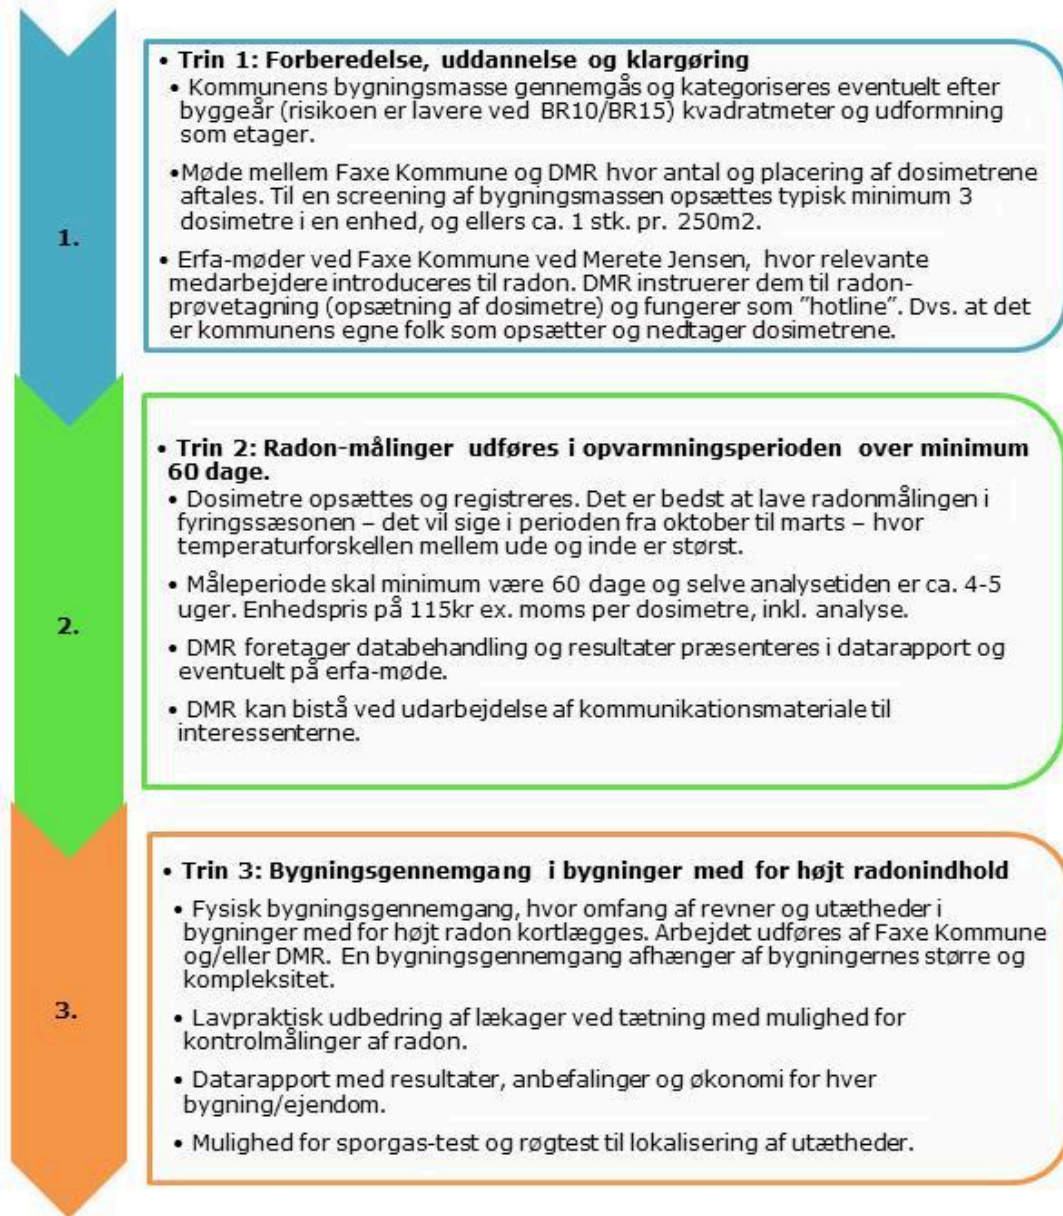 • Trin 1: Forberedelse, uddannelse og klargøring
• Kommunens bygningsmasse gennemgås og kategoriseres eventuelt efter
byggeår (risikoen er lavere ved BR10/BR15) kvadratmeter og udformning
som etager.
•Møde mellem Faxe Kommune og DMR hvor antal og placering af dosimetrene
aftales. Til en screening af bygningsmassen opsættes typisk minimum 3
dosimetre i en enhed, og ellers ca. 1 stk. pr. 250m2.
1.
• Erfa-møder ved Faxe Kommune ved Merete Jensen, hvor relevante
medarbejdere introduceres til radon. DMR instruerer dem til radon-
prøvetagning (opsætning af dosimetre) og fungerer som ”hotline”. Dvs. at det
er kommunens egne folk som opsætter og nedtager dosimetrene.
• Trin 2: Radon-målinger udføres i opvarmningsperioden over minimum
60 dage.
• Dosimetre opsættes og registreres. Det er bedst at lave radonmålingen i
fyringssæsonen – det vil sige i perioden fra oktober til marts – hvor
temperaturforskellen mellem ude og inde er størst.
• Måleperiode skal minimum være 60 dage og selve analysetiden er ca. 4-5
uger. Enhedspris på 115kr ex. moms per dosimetre, inkl. analyse.
2.
• DMR foretager databehandling og resultater præsenteres i datarapport og
eventuelt på erfa-møde.
• DMR kan bistå ved udarbejdelse af kommunikationsmateriale til
interessenterne.
• Trin 3: Bygningsgennemgang i bygninger med for højt radonindhold
• Fysisk bygningsgennemgang, hvor omfang af revner og utætheder i
bygninger med for højt radon kortlægges. Arbejdet udføres af Faxe Kommune
og/eller DMR. En bygningsgennemgang afhænger af bygningernes større og
kompleksitet.
3.
• Lavpraktisk udbedring af lækager ved tætning med mulighed for
kontrolmålinger af radon.
• Datarapport med resultater, anbefalinger og økonomi for hver
bygning/ejendom.
• Mulighed for sporgas-test og røgtest til lokalisering af utætheder.